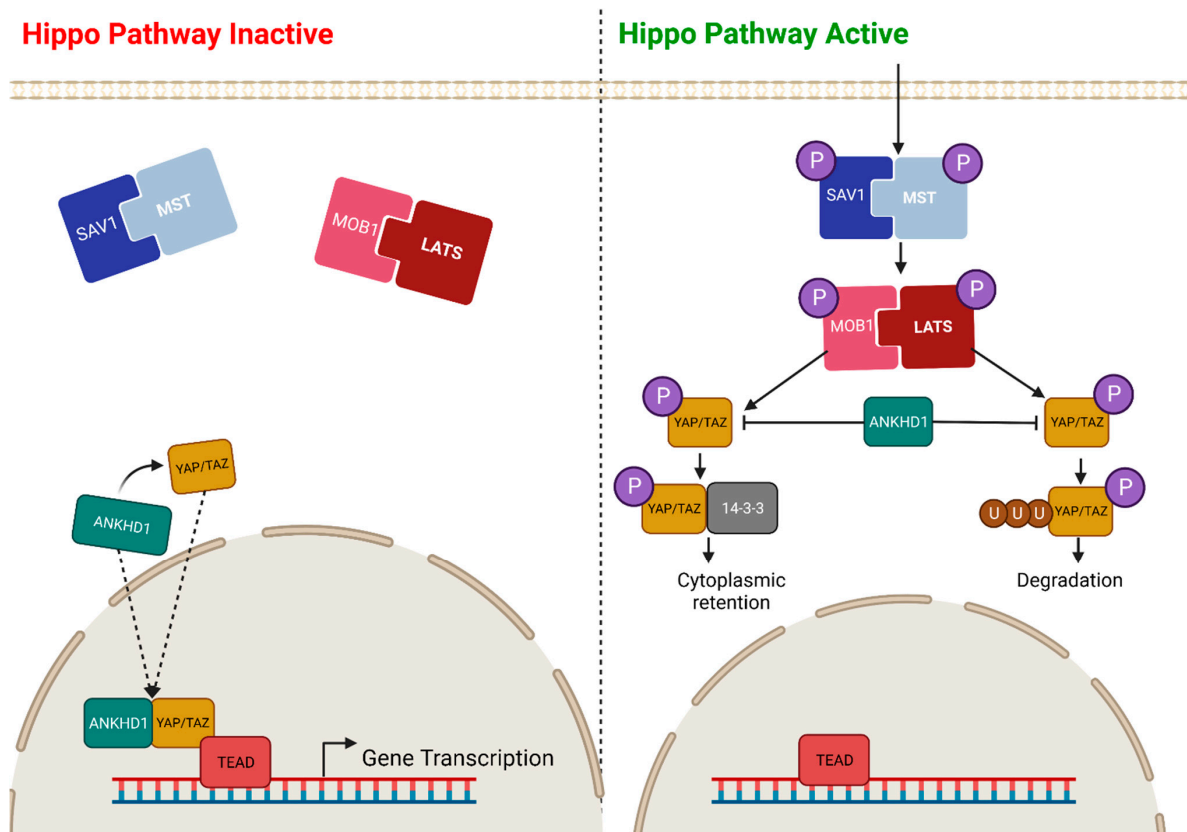 Hippo Pathway Inactive
SAV1
MST
MOB1
LATS
YAP/TAZ
ANKHD1
ANKHD1
YAP/TAZ
TEAD
Gene Transcription
Hippo Pathway Active
P
P
SAV1
MST
P
P
MOB1
LATS
P
P
YAP/TAZ
ANKHD1
YAP/TAZ
P
P
YAP/TAZ
14-3-3
U
U
U
YAP/TAZ
Cytoplasmic
retention
Degradation
TEAD